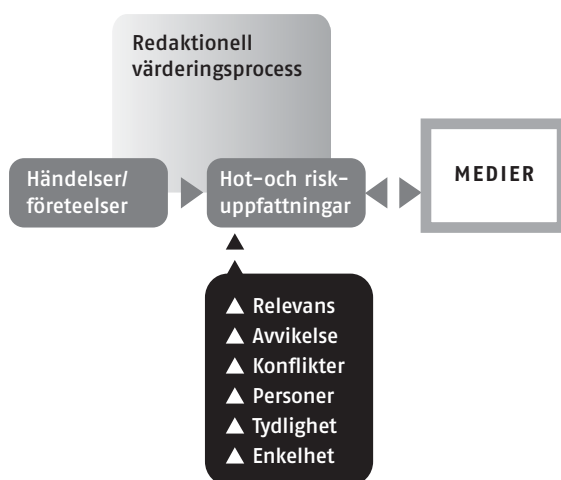 Redaktionell
värderingsprocess
Händelser/
företeelser
Hot-och risk-
uppfattningar
MEDIER
Relevans
Avvikelse
Konflikter
Personer
Tydlighet
Enkelhet